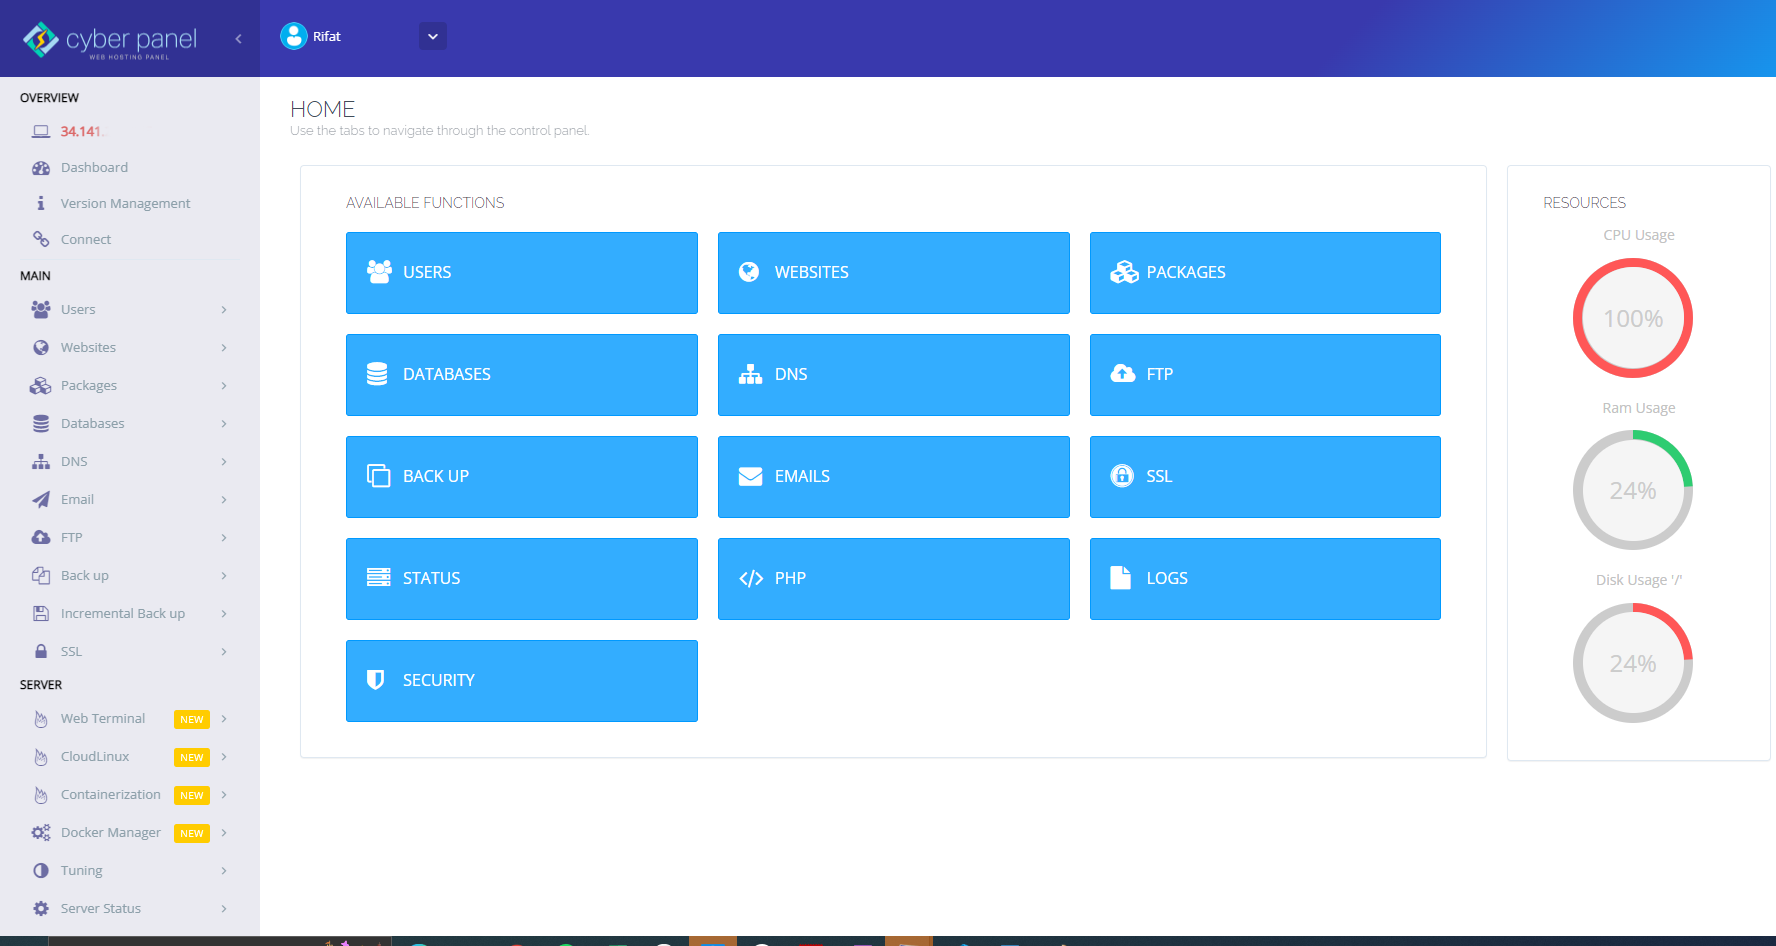 cyber panel
WEB HOSTING PANEL
Rifat
OVERVIEW
34.141.
Dashboard
Version Management
Connect
MAIN
Users
Websites
Packages
Databases
DNS
Email
FTP
Back up
Incremental Back up
SSL
SERVER
Web Terminal NEW
CloudLinux NEW
Containerization NEW
Docker Manager NEW
Tuning
Server Status
HOME
Use the tabs to navigate through the control panel.
AVAILABLE FUNCTIONS
USERS
WEBSITES
PACKAGES
DATABASES
DNS
FTP
BACK UP
EMAILS
SSL
STATUS
PHP
LOGS
SECURITY
RESOURCES
CPU Usage
100%
Ram Usage
24%
Disk Usage '/'
24%